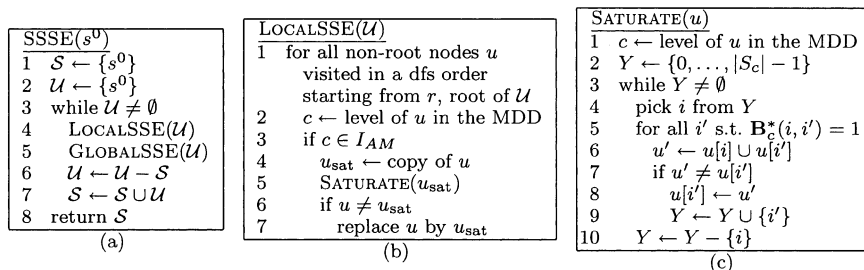 SSSE(s⁰)
1 𝒮 ← {s⁰}
2 𝒰 ← {s⁰}
3 while 𝒰 ≠ ∅
4 LOCALSSE(𝒰)
5 GLOBALSSE(𝒰)
6 𝒰 ← 𝒰 − 𝒮
7 𝒮 ← 𝒮 ∪ 𝒰
8 return 𝒮
(a)
LOCALSSE(𝒰)
1 for all non-root nodes u
visited in a dfs order
starting from r, root of 𝒰
2 c ← level of u in the MDD
3 if c ∈ I_AM
4 u_sat ← copy of u
5 SATURATE(u_sat)
6 if u ≠ u_sat
7 replace u by u_sat
(b)
SATURATE(u)
1 c ← level of u in the MDD
2 Y ← {0, . . . , |S_c| − 1}
3 while Y ≠ ∅
4 pick i from Y
5 for all i′ s.t. B*_c(i, i′) = 1
6 u′ ← u[i] ∪ u[i′]
7 if u′ ≠ u[i′]
8 u[i′] ← u′
9 Y ← Y ∪ {i′}
10 Y ← Y − {i}
(c)